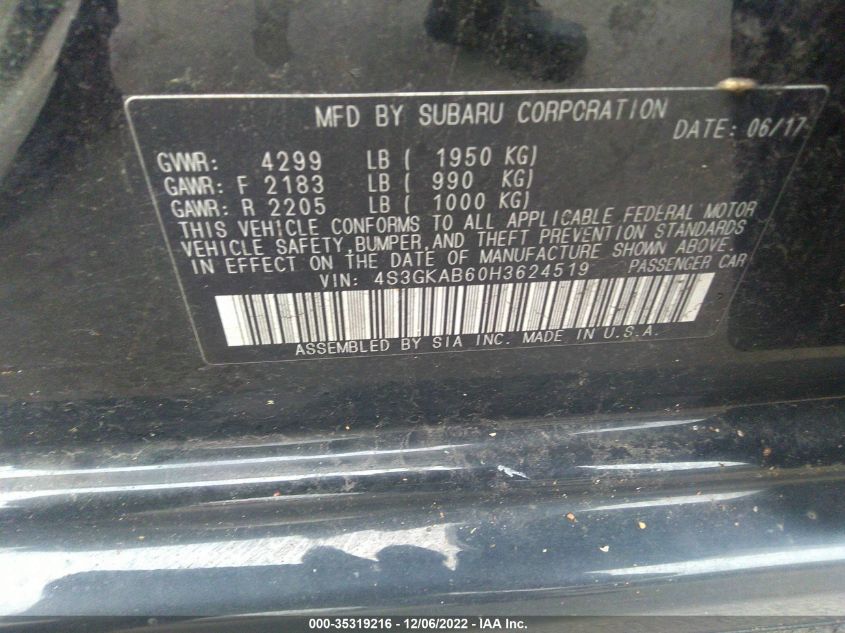 MFD BY SUBARU CORPORATION
DATE: 06/17
GVWR: 4299 LB ( 1950 KG)
GAWR: F 2183 LB ( 990 KG)
GAWR: R 2205 LB ( 1000 KG)
THIS VEHICLE CONFORMS TO ALL APPLICABLE FEDERAL MOTOR
VEHICLE SAFETY,BUMPER,AND THEFT PREVENTION STANDARDS
IN EFFECT ON THE DATE OF MANUFACTURE SHOWN ABOVE.
VIN: 4S3GKAB60H3624519 PASSENGER CAR
ASSEMBLED BY SIA INC. MADE IN U.S.A.
000-35319216 - 12/06/2022 - IAA Inc.